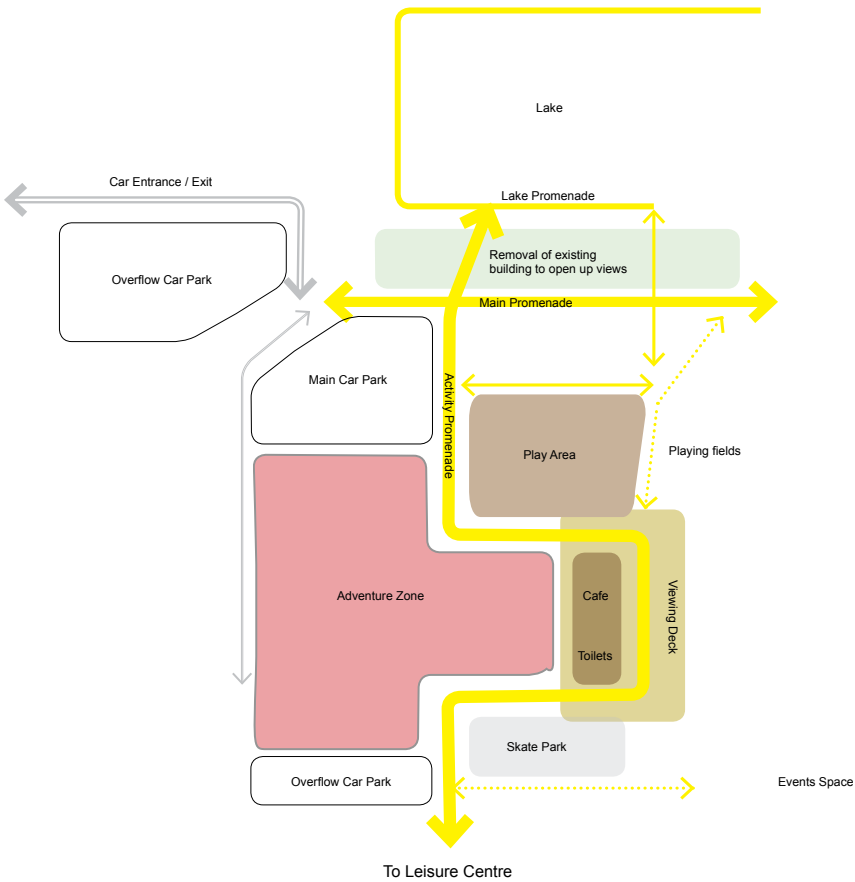 Lake
Car Entrance / Exit
Lake Promenade
Removal of existing
building to open up views
Overflow Car Park
Main Promenade
Main Car Park
Activity Promenade
Play Area
Playing fields
Adventure Zone
Cafe
Viewing Deck
Toilets
Skate Park
Overflow Car Park
Events Space
To Leisure Centre